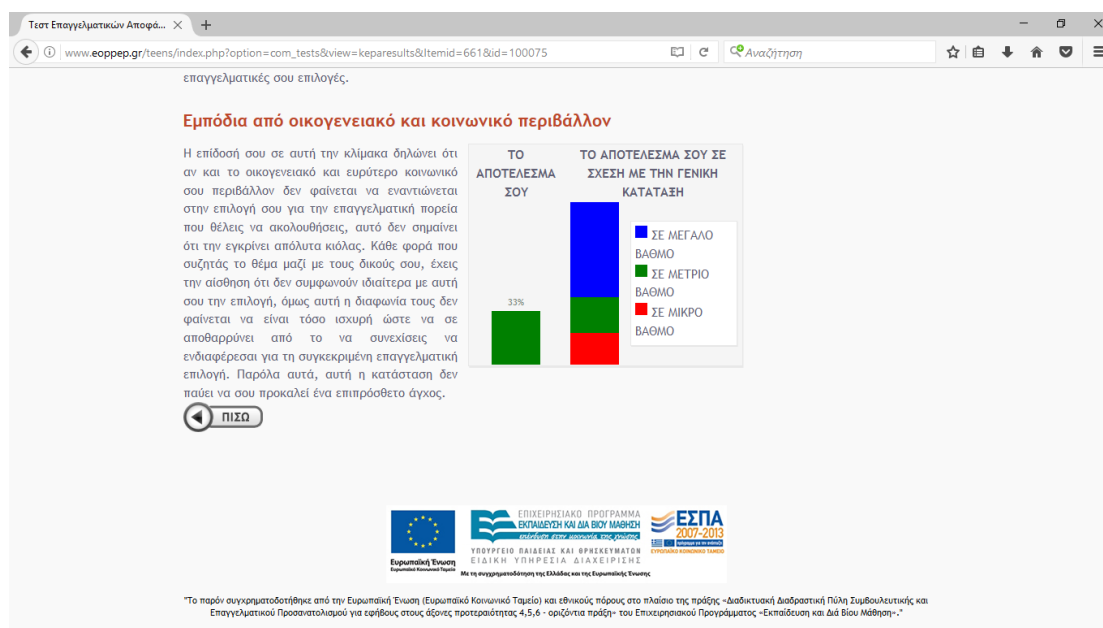 Τεστ Επαγγελματικών Αποφά...
www.eoppep.gr/teens/index.php?option=com_tests&view=keparesults&Itemid=661&id=100075
Αναζήτηση
επαγγελματικές σου επιλογές.
Εμπόδια από οικογενειακό και κοινωνικό περιβάλλον
Η επίδοσή σου σε αυτή την κλίμακα δηλώνει ότι
αν και το οικογενειακό και ευρύτερο κοινωνικό
σου περιβάλλον δεν φαίνεται να εναντιώνεται
στην επιλογή σου για την επαγγελματική πορεία
που θέλεις να ακολουθήσεις, αυτό δεν σημαίνει
ότι την εγκρίνει απόλυτα κιόλας. Κάθε φορά που
συζητάς το θέμα μαζί με τους δικούς σου, έχεις
την αίσθηση ότι δεν συμφωνούν ιδιαίτερα με αυτή
σου την επιλογή, όμως αυτή η διαφωνία τους δεν
φαίνεται να είναι τόσο ισχυρή ώστε να σε
αποθαρρύνει από το να συνεχίσεις να
ενδιαφέρεσαι για τη συγκεκριμένη επαγγελματική
επιλογή. Παρόλα αυτά, αυτή η κατάσταση δεν
παύει να σου προκαλεί ένα επιπρόσθετο άγχος.
ΤΟ
ΑΠΟΤΕΛΕΣΜΑ
ΣΟΥ
33%
ΤΟ ΑΠΟΤΕΛΕΣΜΑ ΣΟΥ ΣΕ
ΣΧΕΣΗ ΜΕ ΤΗΝ ΓΕΝΙΚΗ
ΚΑΤΑΤΑΞΗ
ΣΕ ΜΕΓΑΛΟ
ΒΑΘΜΟ
ΣΕ ΜΕΤΡΙΟ
ΒΑΘΜΟ
ΣΕ ΜΙΚΡΟ
ΒΑΘΜΟ
ΠΙΣΩ
Ευρωπαϊκή Ένωση
Ευρωπαϊκό Κοινωνικό Ταμείο
ΕΠΙΧΕΙΡΗΣΙΑΚΟ ΠΡΟΓΡΑΜΜΑ
ΕΚΠΑΙΔΕΥΣΗ ΚΑΙ ΔΙΑ ΒΙΟΥ ΜΑΘΗΣΗ
επένδυση στην κοινωνία της γνώσης
ΥΠΟΥΡΓΕΙΟ ΠΑΙΔΕΙΑΣ ΚΑΙ ΘΡΗΣΚΕΥΜΑΤΩΝ
ΕΙΔΙΚΗ ΥΠΗΡΕΣΙΑ ΔΙΑΧΕΙΡΙΣΗΣ
Με τη συγχρηματοδότηση της Ελλάδας και της Ευρωπαϊκής Ένωσης
ΕΣΠΑ
2007-2013
ΕΥΡΩΠΑΪΚΟ ΚΟΙΝΩΝΙΚΟ ΤΑΜΕΙΟ
"Το παρόν συγχρηματοδοτήθηκε από την Ευρωπαϊκή Ένωση (Ευρωπαϊκό Κοινωνικό Ταμείο) και εθνικούς πόρους στο πλαίσιο της πράξης «Διαδικτυακή Διαδραστική Πύλη Συμβουλευτικής και
Επαγγελματικού Προσανατολισμού για εφήβους στους άξονες προτεραιότητας 4,5,6 - οριζόντια πράξη» του Επιχειρησιακού Προγράμματος «Εκπαίδευση και Διά Βίου Μάθηση»."